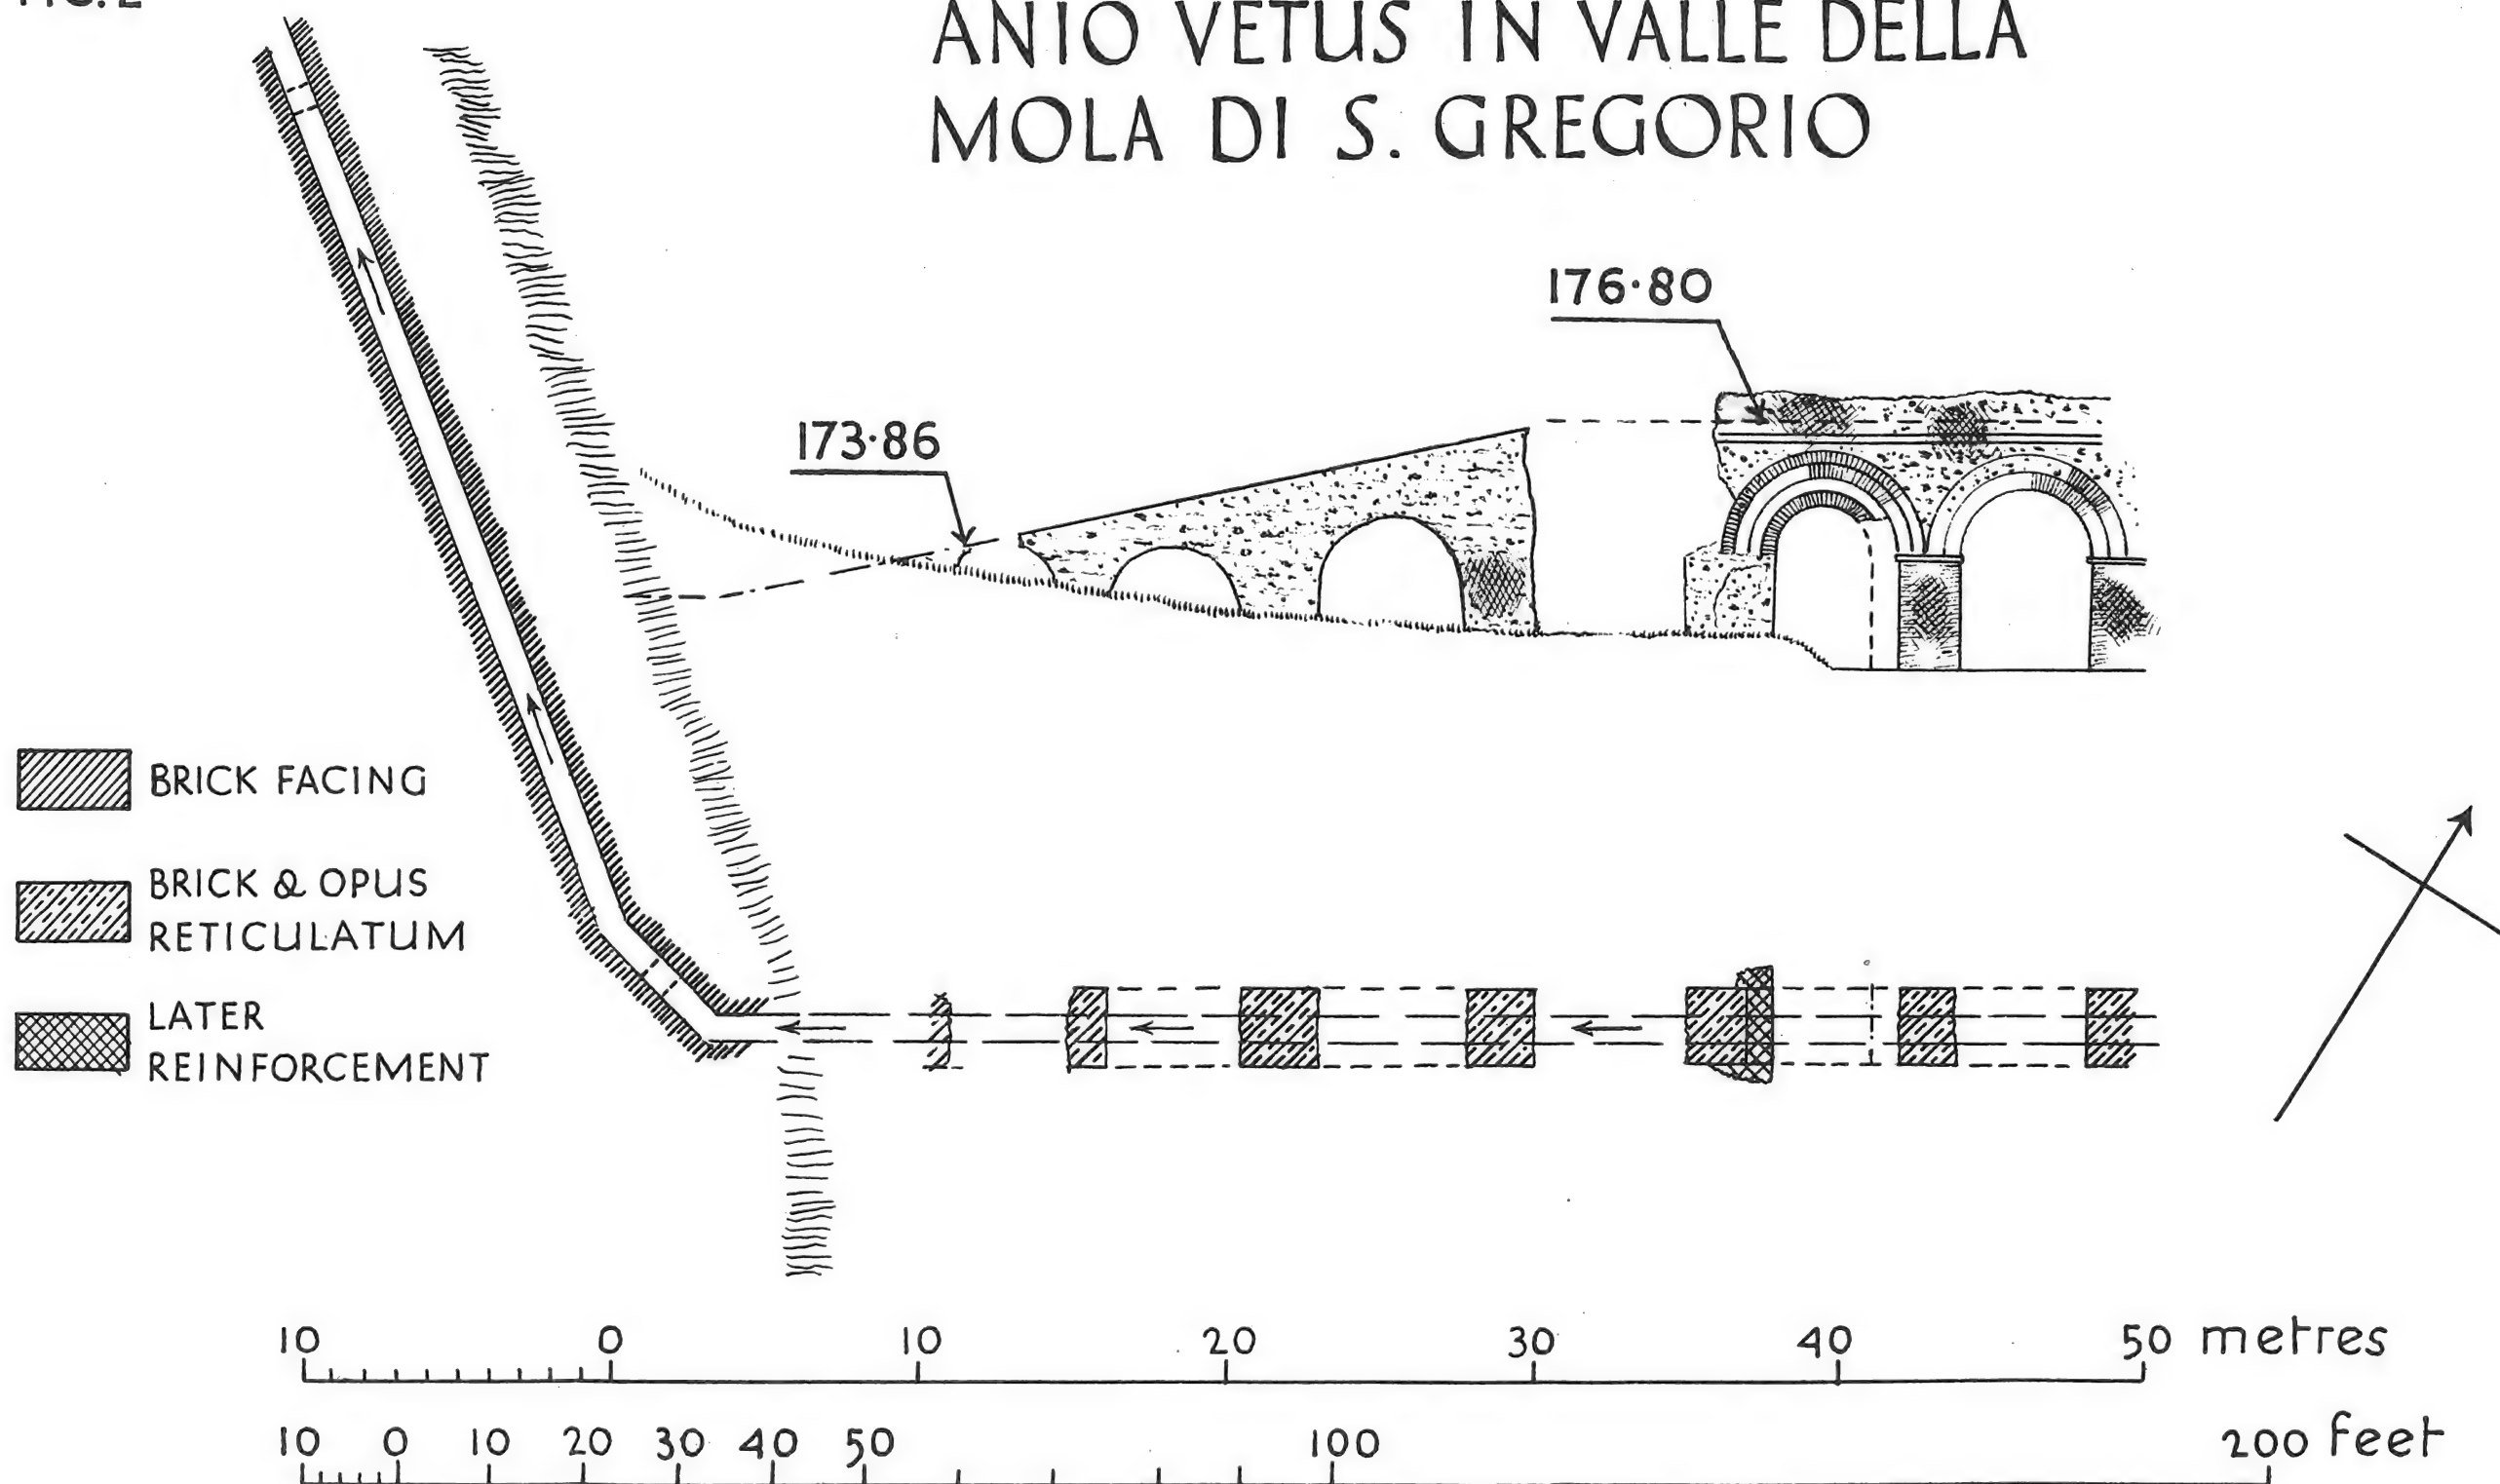 ANIO VETUS IN VALLE DELLA
MOLA DI S. GREGORIO
176·80
173·86
BRICK FACING
BRICK & OPUS
RETICULATUM
LATER
REINFORCEMENT
10 0 10 20 30 40 50 metres
10 0 10 20 30 40 50 100 200 feet